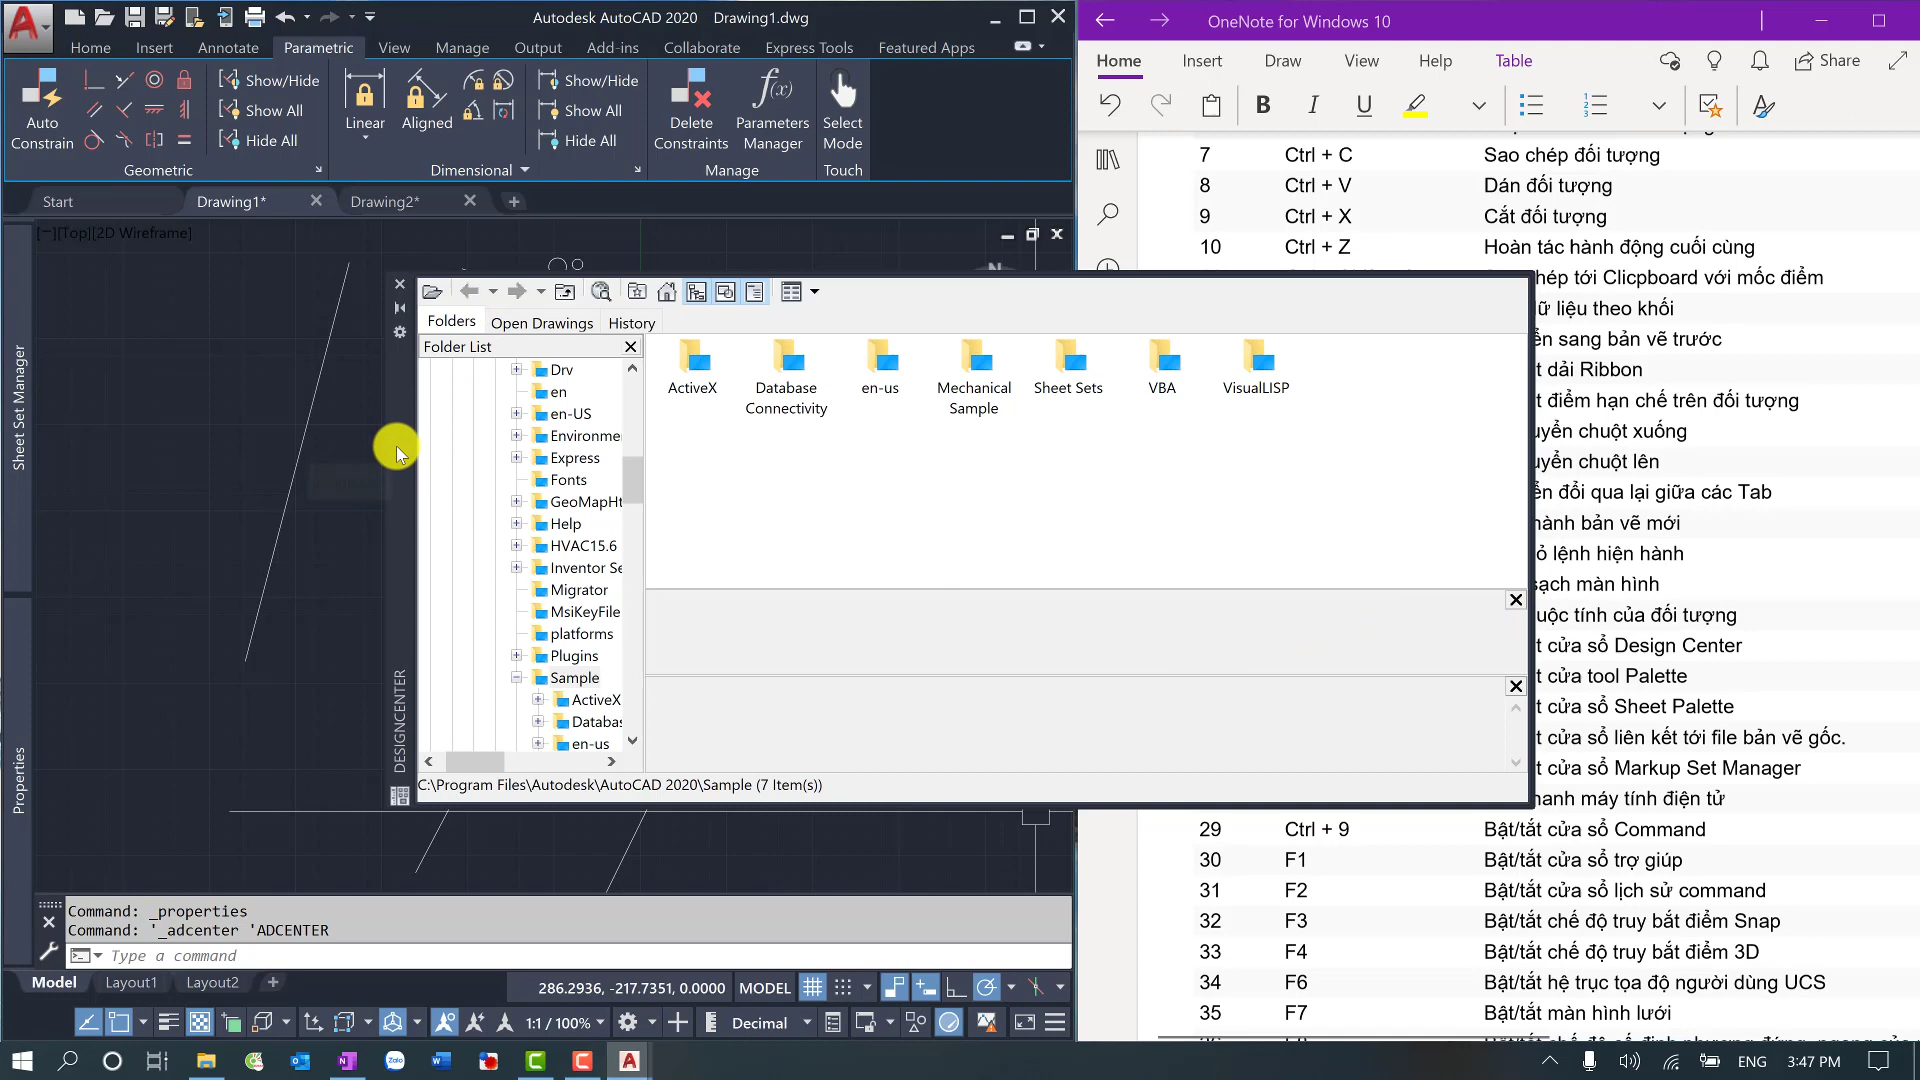 Autodesk AutoCAD 2020 Drawing1.dwg
Home Insert Annotate Parametric View Manage Output Add-ins Collaborate Express Tools Featured Apps
Auto Constrain
Show/Hide
Show All
Hide All
Linear
Aligned
Show/Hide
Show All
Hide All
Delete Constraints
Parameters Manager
Select Mode
Geometric
Dimensional
Manage
Touch
Start
Drawing1*
Drawing2*
[−][Top][2D Wireframe]
Sheet Set Manager
Properties
DESIGNCENTER
Folders
Open Drawings
History
Folder List
Drv
en
en-US
Environme
Express
Fonts
GeoMapHt
Help
HVAC15.6
Inventor Se
Migrator
MsiKeyFile
platforms
Plugins
Sample
ActiveX
Databas
en-us
ActiveX
Database Connectivity
en-us
Mechanical Sample
Sheet Sets
VBA
VisualLISP
C:\Program Files\Autodesk\AutoCAD 2020\Sample (7 Item(s))
Command: _properties
Command: '_adcenter 'ADCENTER
Type a command
Model Layout1 Layout2
286.2936, -217.7351, 0.0000 MODEL
1:1 / 100%
Decimal
OneNote for Windows 10
Home Insert Draw View Help Table
Share
B I U
7 Ctrl + C Sao chép đối tượng
8 Ctrl + V Dán đối tượng
9 Ctrl + X Cắt đối tượng
10 Ctrl + Z Hoàn tác hành động cuối cùng
hép tới Clicpboard với mốc điểm
ữ liệu theo khối
ển sang bản vẽ trước
t dải Ribbon
t điểm hạn chế trên đối tượng
uyển chuột xuống
uyển chuột lên
ển đổi qua lại giữa các Tab
hành bản vẽ mới
ỏ lệnh hiện hành
sạch màn hình
uộc tính của đối tượng
t cửa sổ Design Center
t cửa tool Palette
t cửa sổ Sheet Palette
t cửa sổ liên kết tới file bản vẽ gốc.
t cửa sổ Markup Set Manager
hanh máy tính điện tử
29 Ctrl + 9 Bật/tắt cửa sổ Command
30 F1 Bật/tắt cửa sổ trợ giúp
31 F2 Bật/tắt cửa sổ lịch sử command
32 F3 Bật/tắt chế độ truy bắt điểm Snap
33 F4 Bật/tắt chế độ truy bắt điểm 3D
34 F6 Bật/tắt hệ trục tọa độ người dùng UCS
35 F7 Bật/tắt màn hình lưới
ENG 3:47 PM